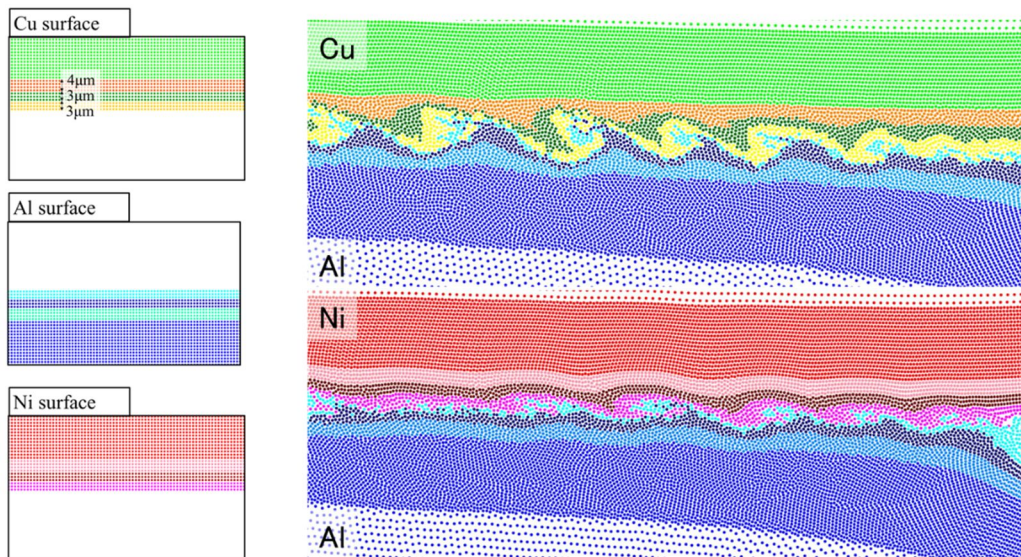 Cu surface
4μm
3μm
3μm
Al surface
Ni surface
Cu
Al
Ni
Al